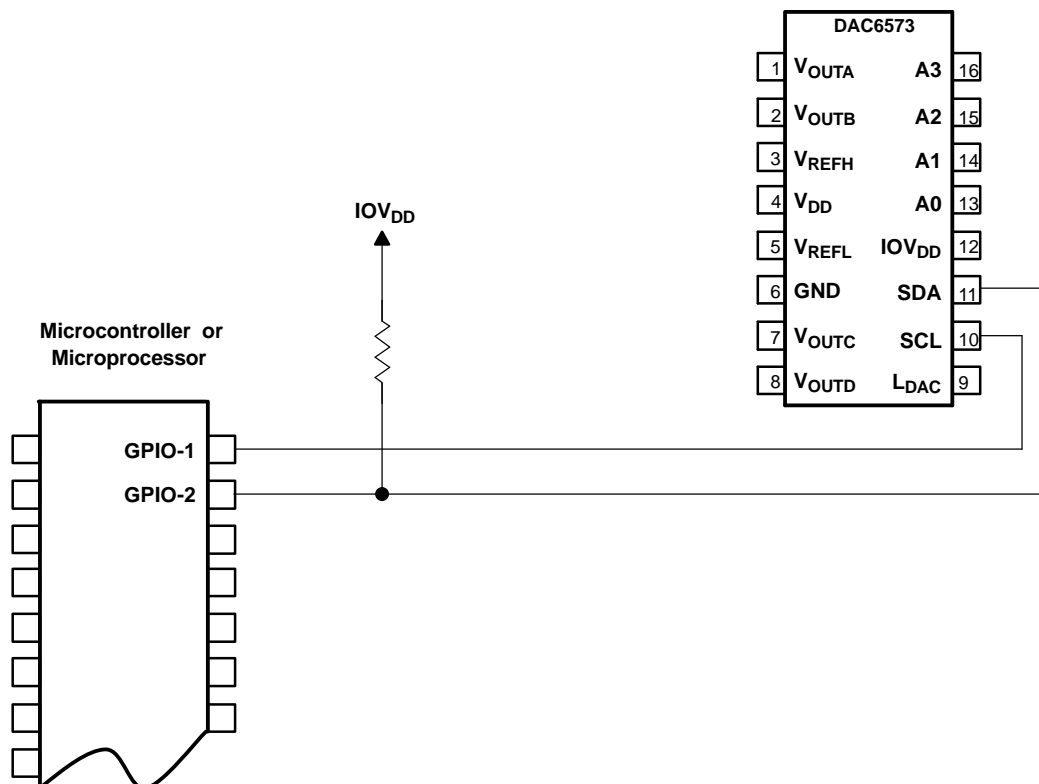 DAC6573
1 VOUTA A3 16
2 VOUTB A2 15
3 VREFH A1 14
4 VDD A0 13
5 VREFL IOVDD 12
6 GND SDA 11
7 VOUTC SCL 10
8 VOUTD LDAC 9
IOVDD
Microcontroller or
Microprocessor
GPIO-1
GPIO-2